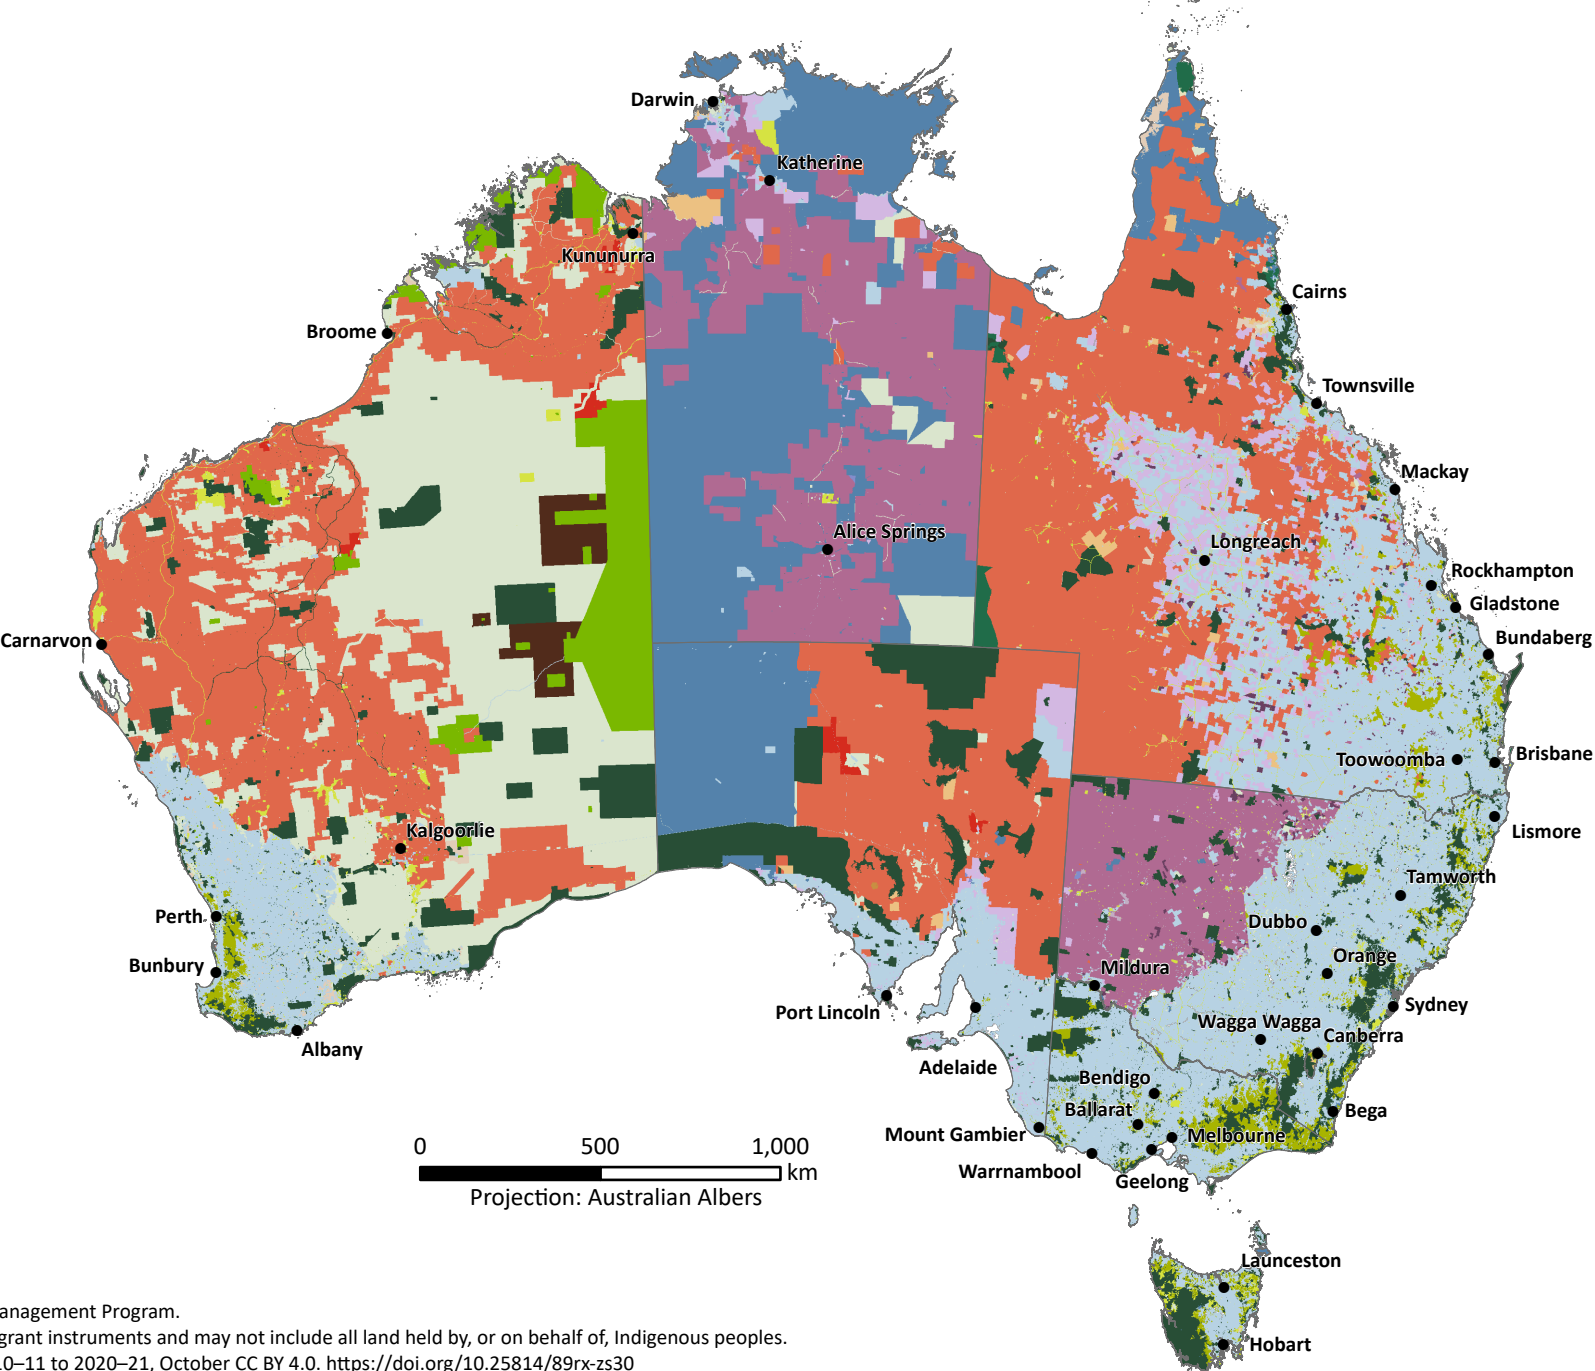 Darwin
Katherine
Kununurra
Cairns
Broome
Townsville
Mackay
Alice Springs
Longreach
Rockhampton
Gladstone
Carnarvon
Bundaberg
Toowoomba
Brisbane
Kalgoorlie
Lismore
Tamworth
Perth
Dubbo
Orange
Bunbury
Mildura
Sydney
Port Lincoln
Wagga Wagga
Canberra
Albany
Adelaide
Bendigo
Ballarat
Bega
Mount Gambier
Melbourne
0 500 1,000
km
Warrnambool
Geelong
Projection: Australian Albers
Launceston
anagement Program.
grant instruments and may not include all land held by, or on behalf of, Indigenous peoples.
Hobart
10–11 to 2020–21, October CC BY 4.0. https://doi.org/10.25814/89rx-zs30